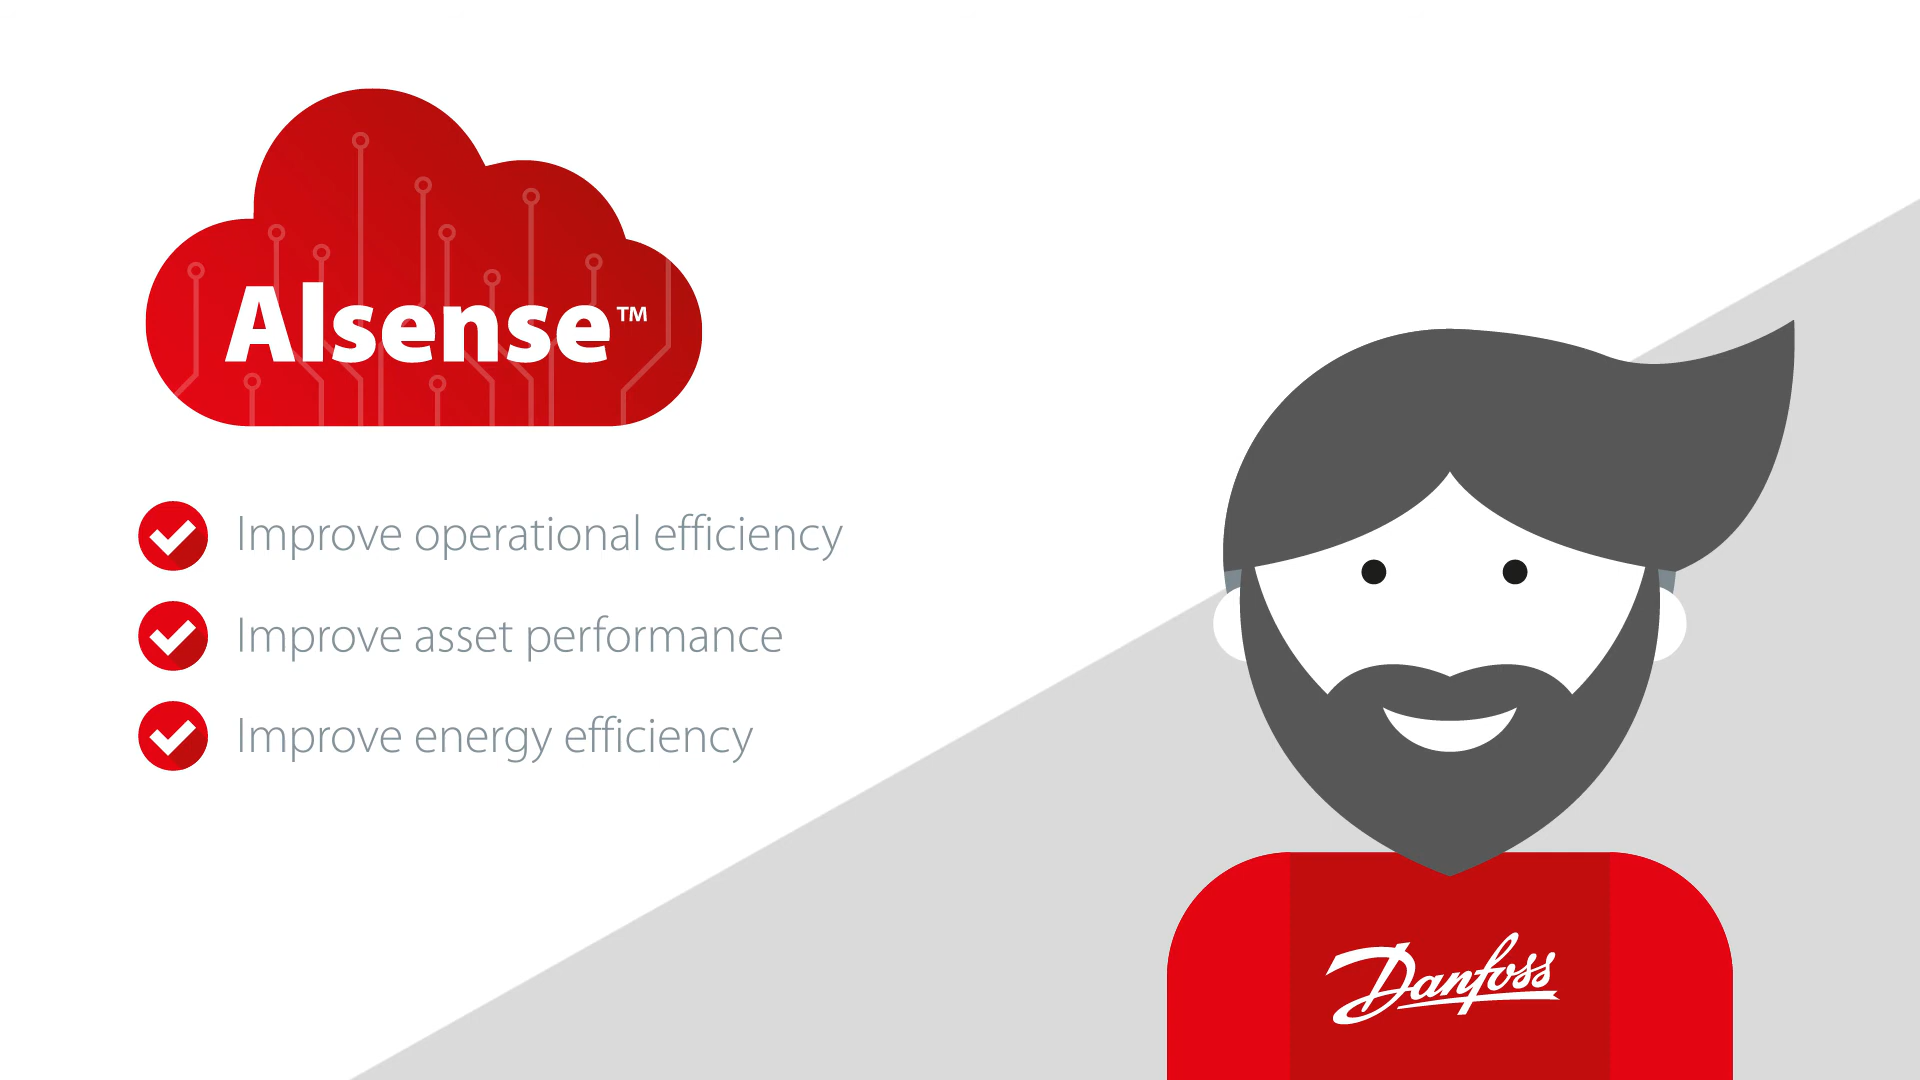 Alsense™
Improve operational efficiency
Improve asset performance
Improve energy efficiency
Danfoss